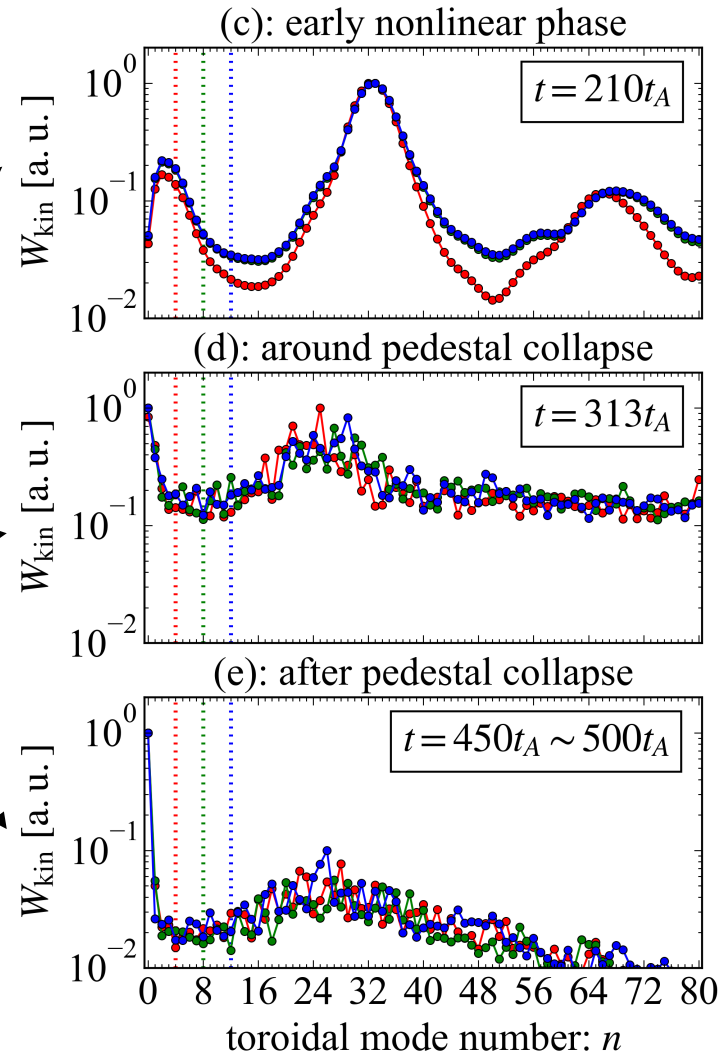 (c): early nonlinear phase
t = 210t_A
W_kin [a. u.]
10^0
10^−1
10^−2
(d): around pedestal collapse
t = 313t_A
W_kin [a. u.]
10^0
10^−1
10^−2
(e): after pedestal collapse
t = 450t_A ∼ 500t_A
W_kin [a. u.]
10^0
10^−1
10^−2
0 8 16 24 32 40 48 56 64 72 80
toroidal mode number: n